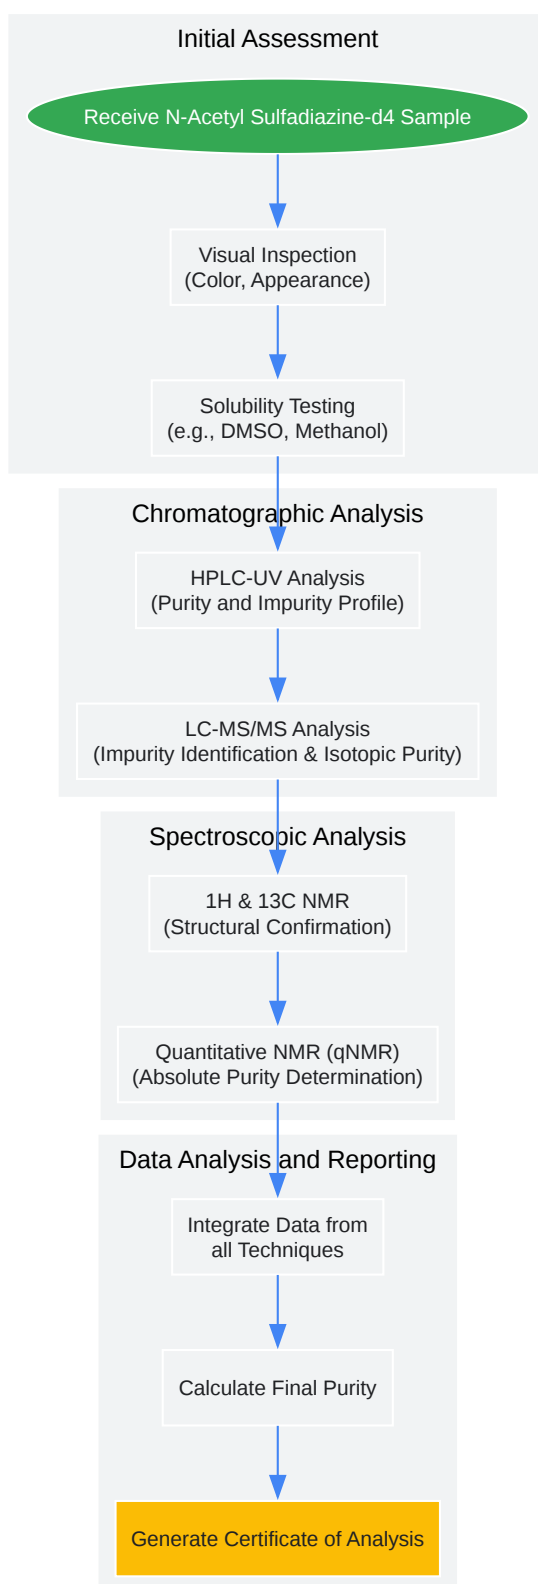 Initial Assessment
Receive N-Acetyl Sulfadiazine-d4 Sample
Visual Inspection
(Color, Appearance)
Solubility Testing
(e.g., DMSO, Methanol)
Chromatographic Analysis
HPLC-UV Analysis
(Purity and Impurity Profile)
LC-MS/MS Analysis
(Impurity Identification & Isotopic Purity)
Spectroscopic Analysis
1H & 13C NMR
(Structural Confirmation)
Quantitative NMR (qNMR)
(Absolute Purity Determination)
Data Analysis and Reporting
Integrate Data from
all Techniques
Calculate Final Purity
Generate Certificate of Analysis